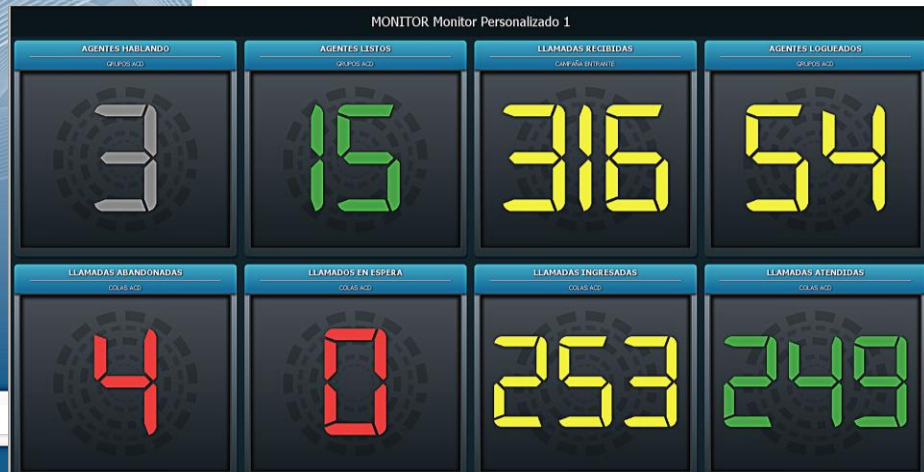 MONITOR Monitor Personalizado 1
AGENTES HABLANDO
GRUPOS ACD
3
AGENTES LISTOS
GRUPOS ACD
15
LLAMADAS RECIBIDAS
CAMPAÑA ENTRANTE
316
AGENTES LOGUEADOS
GRUPOS ACD
54
LLAMADAS ABANDONADAS
COLAS ACD
4
LLAMADOS EN ESPERA
COLAS ACD
0
LLAMADAS INGRESADAS
COLAS ACD
253
LLAMADAS ATENDIDAS
COLAS ACD
249